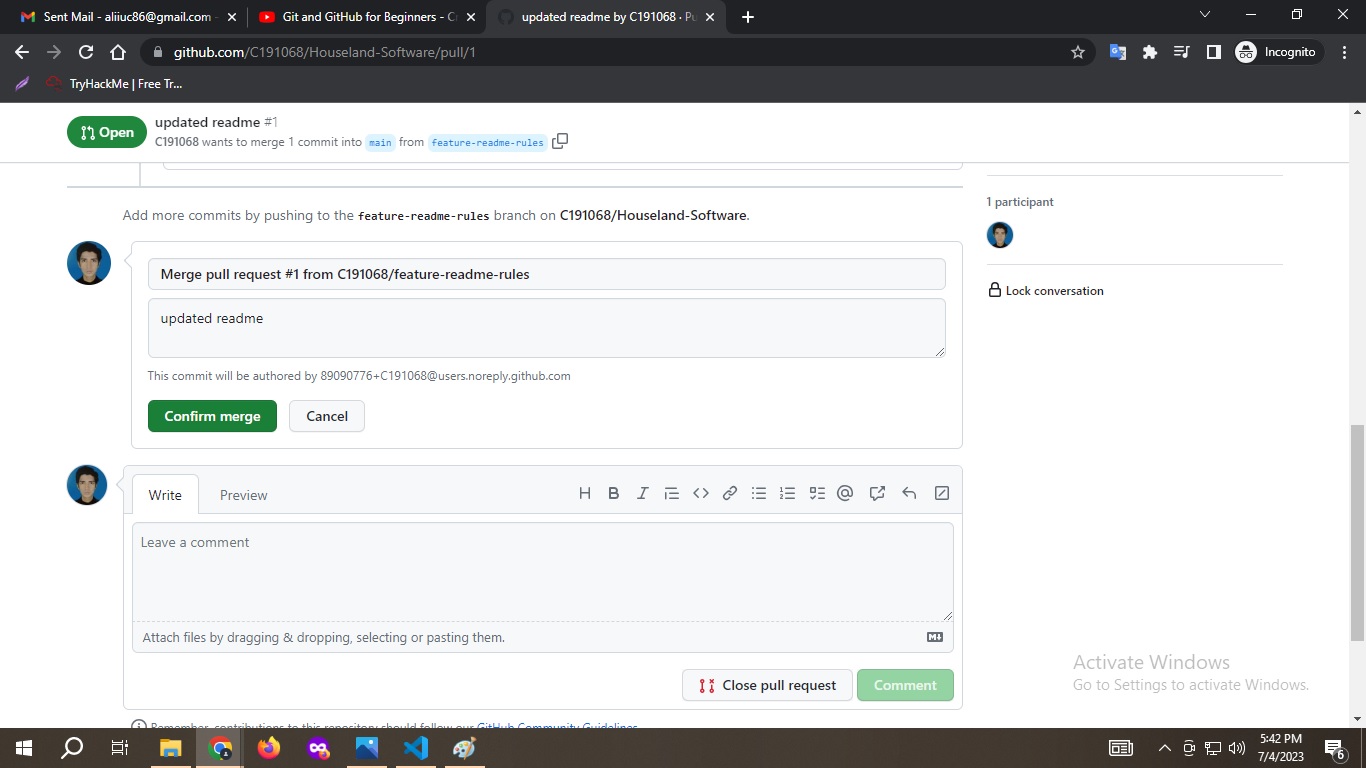 Sent Mail - aliiuc86@gmail.com -
Git and GitHub for Beginners - Cr
updated readme by C191068 · Pu
github.com/C191068/Houseland-Software/pull/1
Incognito
TryHackMe | Free Tr...
Open
updated readme #1
C191068 wants to merge 1 commit into main from feature-readme-rules
Add more commits by pushing to the feature-readme-rules branch on C191068/Houseland-Software.
1 participant
Merge pull request #1 from C191068/feature-readme-rules
Lock conversation
updated readme
This commit will be authored by 89090776+C191068@users.noreply.github.com
Confirm merge
Cancel
Write
Preview
Leave a comment
Attach files by dragging & dropping, selecting or pasting them.
Close pull request
Comment
Activate Windows
Go to Settings to activate Windows.
Remember, contributions to this repository should follow our GitHub Community Guidelines.
5:42 PM
7/4/2023
6